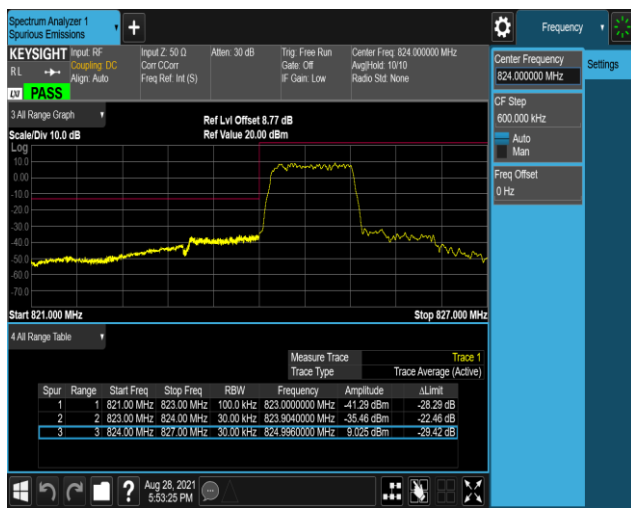 Spectrum Analyzer 1
Spurious Emissions
Frequency
KEYSIGHT
Input: RF
Coupling: DC
Align: Auto
Input Z: 50 Ω
Corr CCorr
Freq Ref: Int (S)
Atten: 30 dB
Trig: Free Run
Gate: Off
IF Gain: Low
Center Freq: 824.000000 MHz
Avg|Hold: 10/10
Radio Std: None
RL
LXI
PASS
Center Frequency
824.000000 MHz
Settings
CF Step
600.000 kHz
Auto
Man
Freq Offset
0 Hz
3 All Range Graph
Ref Lvl Offset 8.77 dB
Scale/Div 10.0 dB
Ref Value 20.00 dBm
Log
10.0
0.00
-10.0
-20.0
-30.0
-40.0
-50.0
-60.0
-70.0
Start 821.000 MHz
Stop 827.000 MHz
4 All Range Table
Measure Trace Trace 1
Trace Type Trace Average (Active)
Spur Range Start Freq Stop Freq RBW Frequency Amplitude ΔLimit
1 1 821.00 MHz 823.00 MHz 100.0 kHz 823.0000000 MHz -41.29 dBm -28.29 dB
2 2 823.00 MHz 824.00 MHz 30.00 kHz 823.9040000 MHz -35.46 dBm -22.46 dB
3 3 824.00 MHz 827.00 MHz 30.00 kHz 824.9960000 MHz 9.025 dBm -29.42 dB
Aug 28, 2021
5:53:25 PM